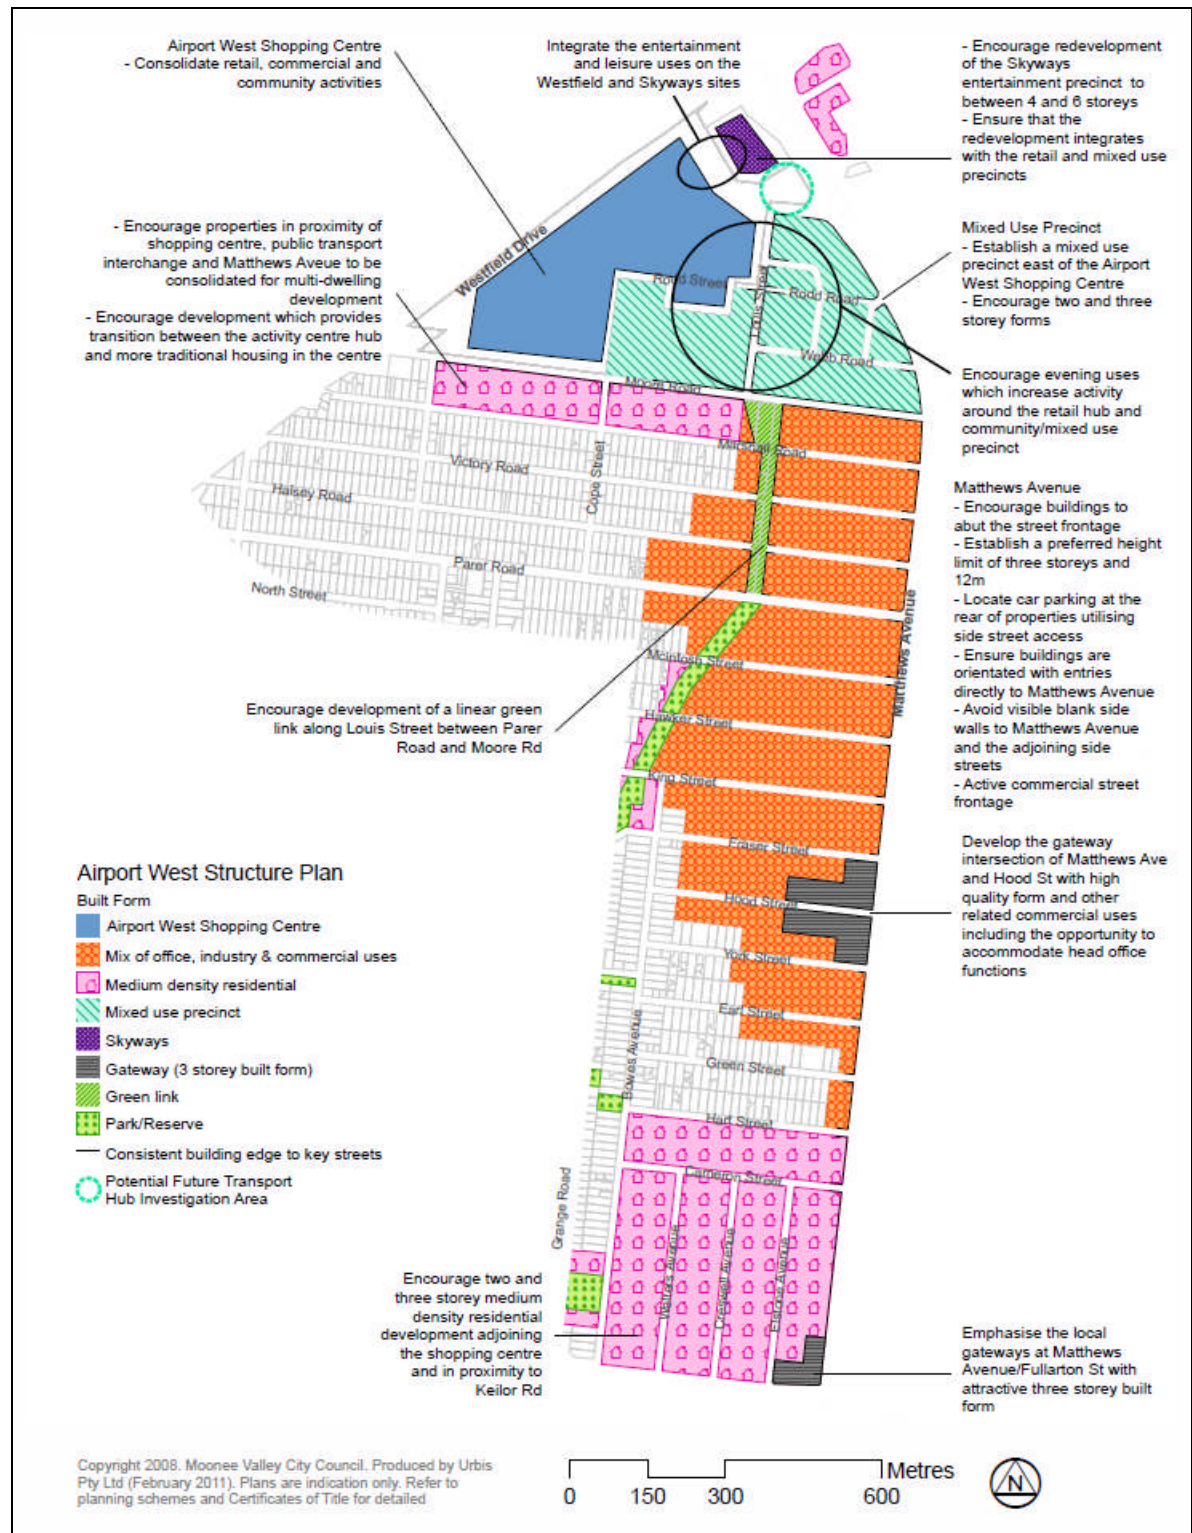 Airport West Shopping Centre
- Consolidate retail, commercial and
community activities
Integrate the entertainment
and leisure uses on the
Westfield and Skyways sites
- Encourage redevelopment
of the Skyways
entertainment precinct to
between 4 and 6 storeys
- Ensure that the
redevelopment integrates
with the retail and mixed use
precincts
- Encourage properties in proximity of
shopping centre, public transport
interchange and Matthews Aveue to be
consolidated for multi-dwelling
development
- Encourage development which provides
transition between the activity centre hub
and more traditional housing in the centre
Mixed Use Precinct
- Establish a mixed use
precinct east of the Airport
West Shopping Centre
- Encourage two and three
storey forms
Encourage evening uses
which increase activity
around the retail hub and
community/mixed use
precinct
Matthews Avenue
- Encourage buildings to
abut the street frontage
- Establish a preferred height
limit of three storeys and
12m
- Locate car parking at the
rear of properties utilising
side street access
- Ensure buildings are
orientated with entries
directly to Matthews Avenue
- Avoid visible blank side
walls to Matthews Avenue
and the adjoining side
streets
- Active commercial street
frontage
Encourage development of a linear green
link along Louis Street between Parer
Road and Moore Rd
Develop the gateway
intersection of Matthews Ave
and Hood St with high
quality form and other
related commercial uses
including the opportunity to
accommodate head office
functions
Westfield Drive
Rodd Street
Louis Street
Rodd Road
Webb Road
Moore Road
Marshall Road
Victory Road
Cope Street
Halsey Road
Parer Road
North Street
Matthews Avenue
McIntosh Street
Hawker Street
King Street
Fraser Street
Hood Street
York Street
Earl Street
Bowes Avenue
Green Street
Hart Street
Cameron Street
Grange Road
Watters Avenue
Creswell Avenue
Elstone Avenue
Airport West Structure Plan
Built Form
Airport West Shopping Centre
Mix of office, industry & commercial uses
Medium density residential
Mixed use precinct
Skyways
Gateway (3 storey built form)
Green link
Park/Reserve
Consistent building edge to key streets
Potential Future Transport
Hub Investigation Area
Encourage two and
three storey medium
density residential
development adjoining
the shopping centre
and in proximity to
Keilor Rd
Emphasise the local
gateways at Matthews
Avenue/Fullarton St with
attractive three storey built
form
Copyright 2008. Moonee Valley City Council. Produced by Urbis
Pty Ltd (February 2011). Plans are indication only. Refer to
planning schemes and Certificates of Title for detailed
Metres
0 150 300 600
N